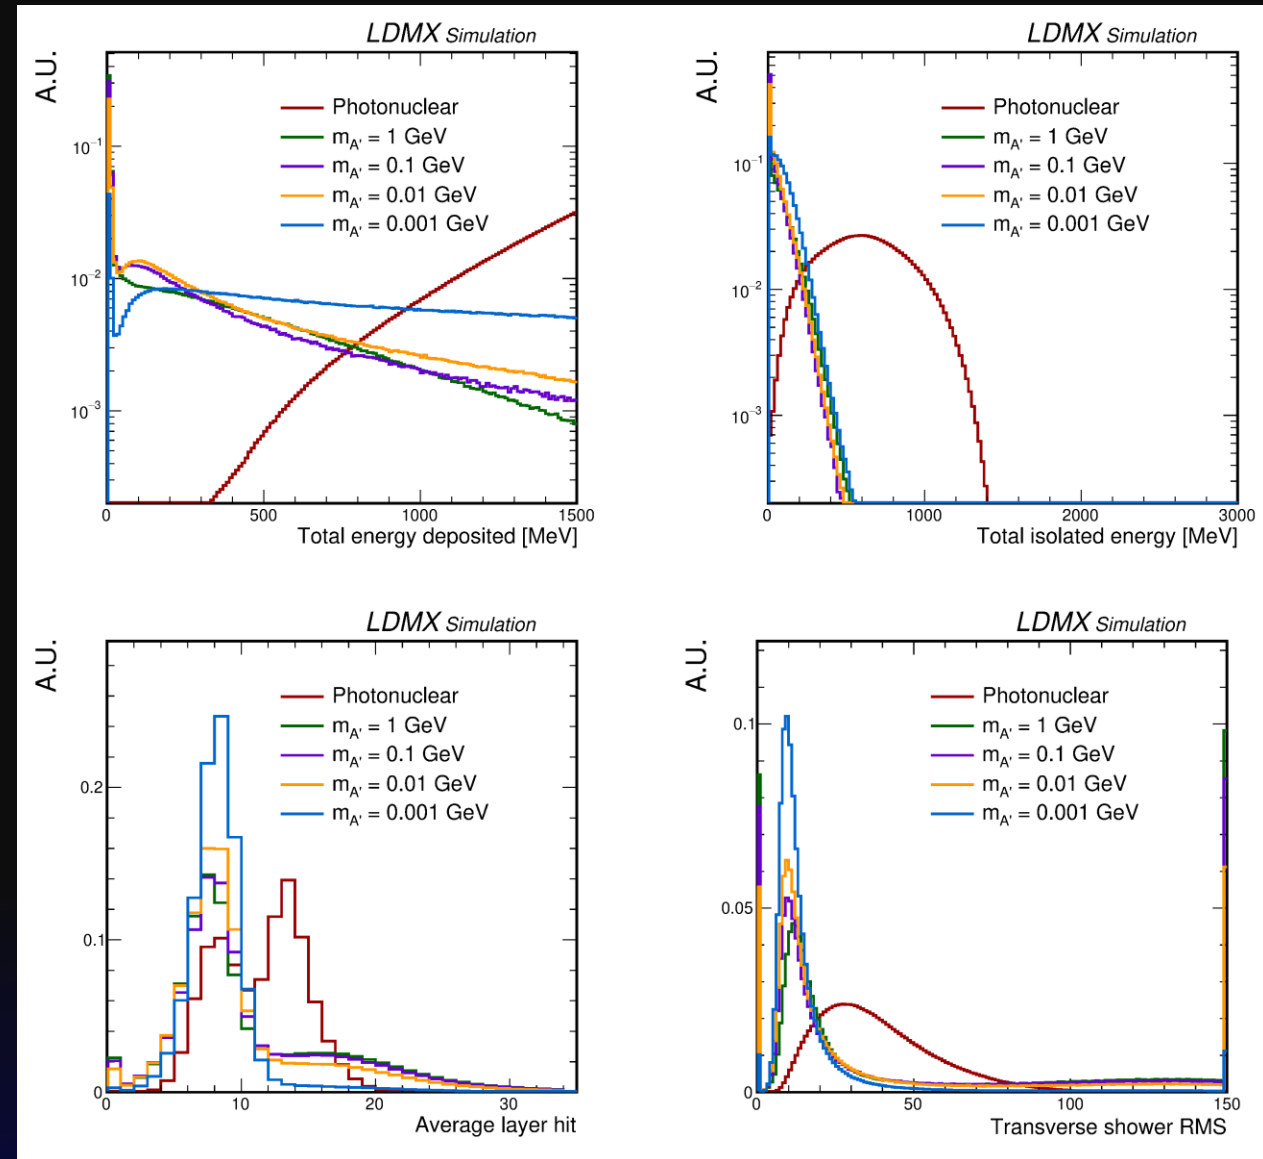 LDMX Simulation
A.U.
Photonuclear
m_A' = 1 GeV
m_A' = 0.1 GeV
m_A' = 0.01 GeV
m_A' = 0.001 GeV
10⁻¹
10⁻²
10⁻³
0 500 1000 1500
Total energy deposited [MeV]
LDMX Simulation
A.U.
Photonuclear
m_A' = 1 GeV
m_A' = 0.1 GeV
m_A' = 0.01 GeV
m_A' = 0.001 GeV
10⁻¹
10⁻²
10⁻³
0 1000 2000 3000
Total isolated energy [MeV]
LDMX Simulation
A.U.
Photonuclear
m_A' = 1 GeV
m_A' = 0.1 GeV
m_A' = 0.01 GeV
m_A' = 0.001 GeV
0.2
0.1
0
0 10 20 30
Average layer hit
LDMX Simulation
A.U.
Photonuclear
m_A' = 1 GeV
m_A' = 0.1 GeV
m_A' = 0.01 GeV
m_A' = 0.001 GeV
0.1
0.05
0
0 50 100 150
Transverse shower RMS